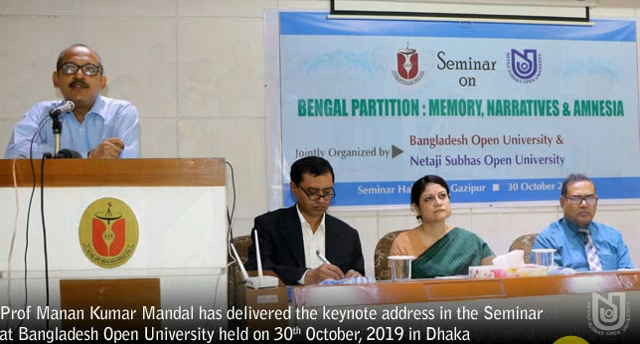 Seminar
on
BENGAL PARTITION : MEMORY, NARRATIVES & AMNESIA
Jointly Organized by
Bangladesh Open University &
Netaji Subhas Open University
Seminar Ha Gazipur 30 October
Prof Manan Kumar Mandal has delivered the keynote address in the Seminar
at Bangladesh Open University held on 30th October, 2019 in Dhaka